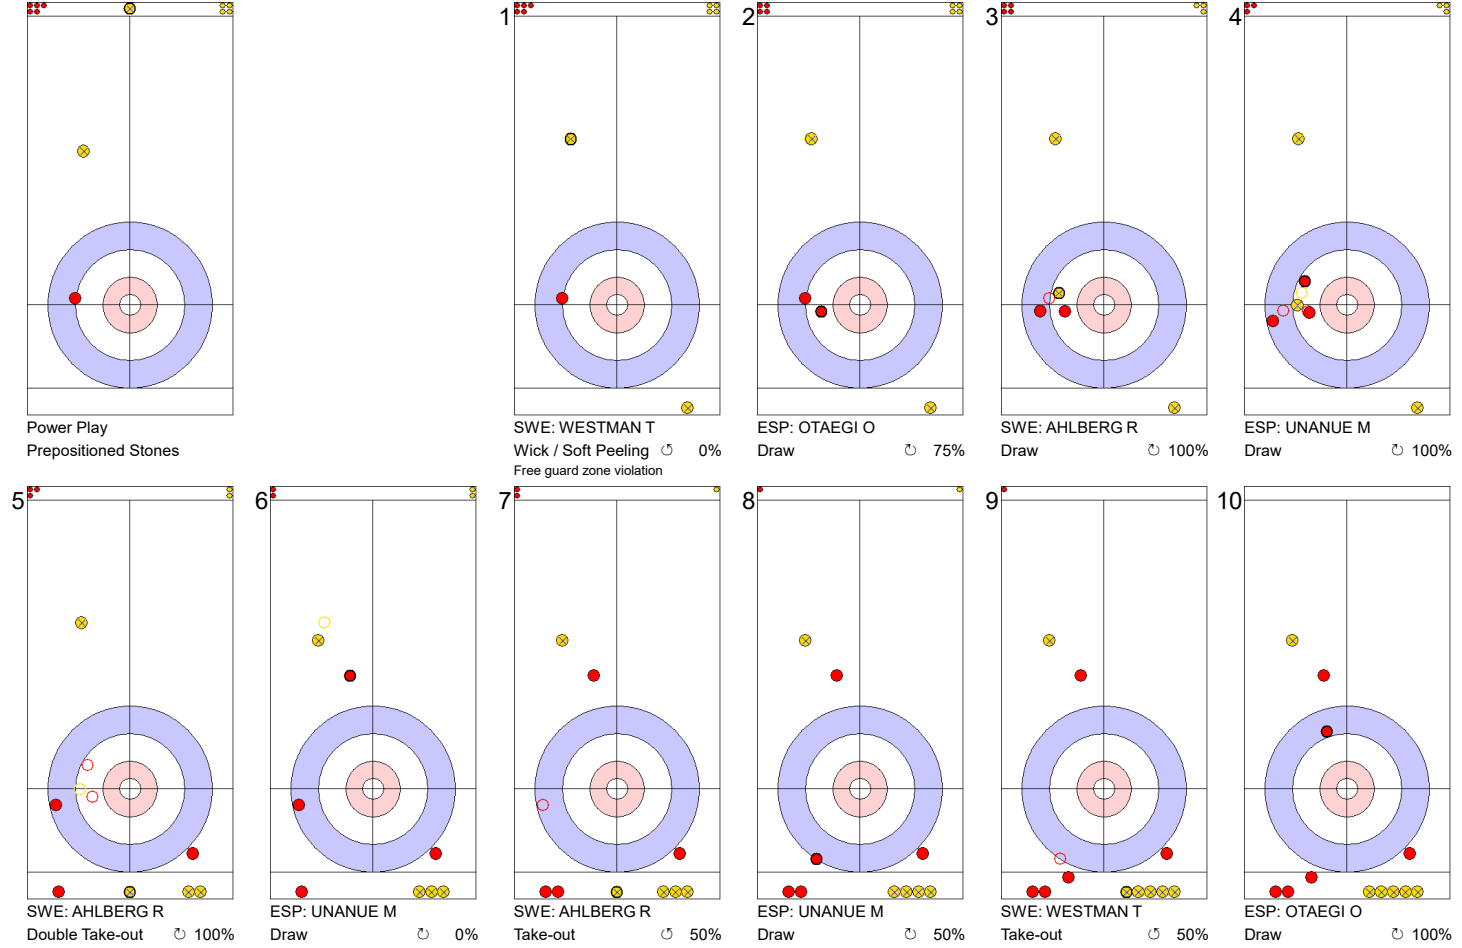 Power Play
Prepositioned Stones
1
SWE: WESTMAN T
Wick / Soft Peeling ↺ 0%
Free guard zone violation
2
ESP: OTAEGI O
Draw ↻ 75%
3
SWE: AHLBERG R
Draw ↻ 100%
4
ESP: UNANUE M
Draw ↻ 100%
5
SWE: AHLBERG R
Double Take-out ↻ 100%
6
ESP: UNANUE M
Draw ↻ 0%
7
SWE: AHLBERG R
Take-out ↺ 50%
8
ESP: UNANUE M
Draw ↻ 50%
9
SWE: WESTMAN T
Take-out ↺ 50%
10
ESP: OTAEGI O
Draw ↻ 100%